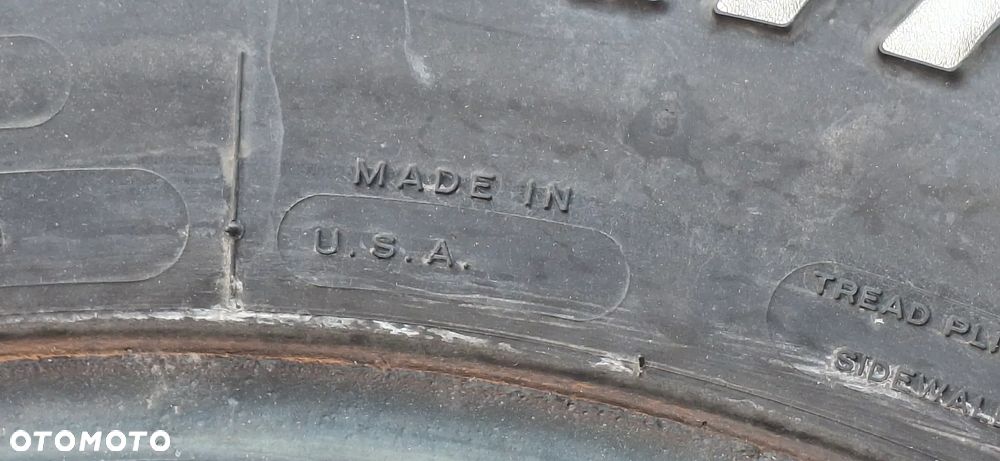 MADE IN
U.S.A.
TREAD
SIDEWALL
OTOMOTO